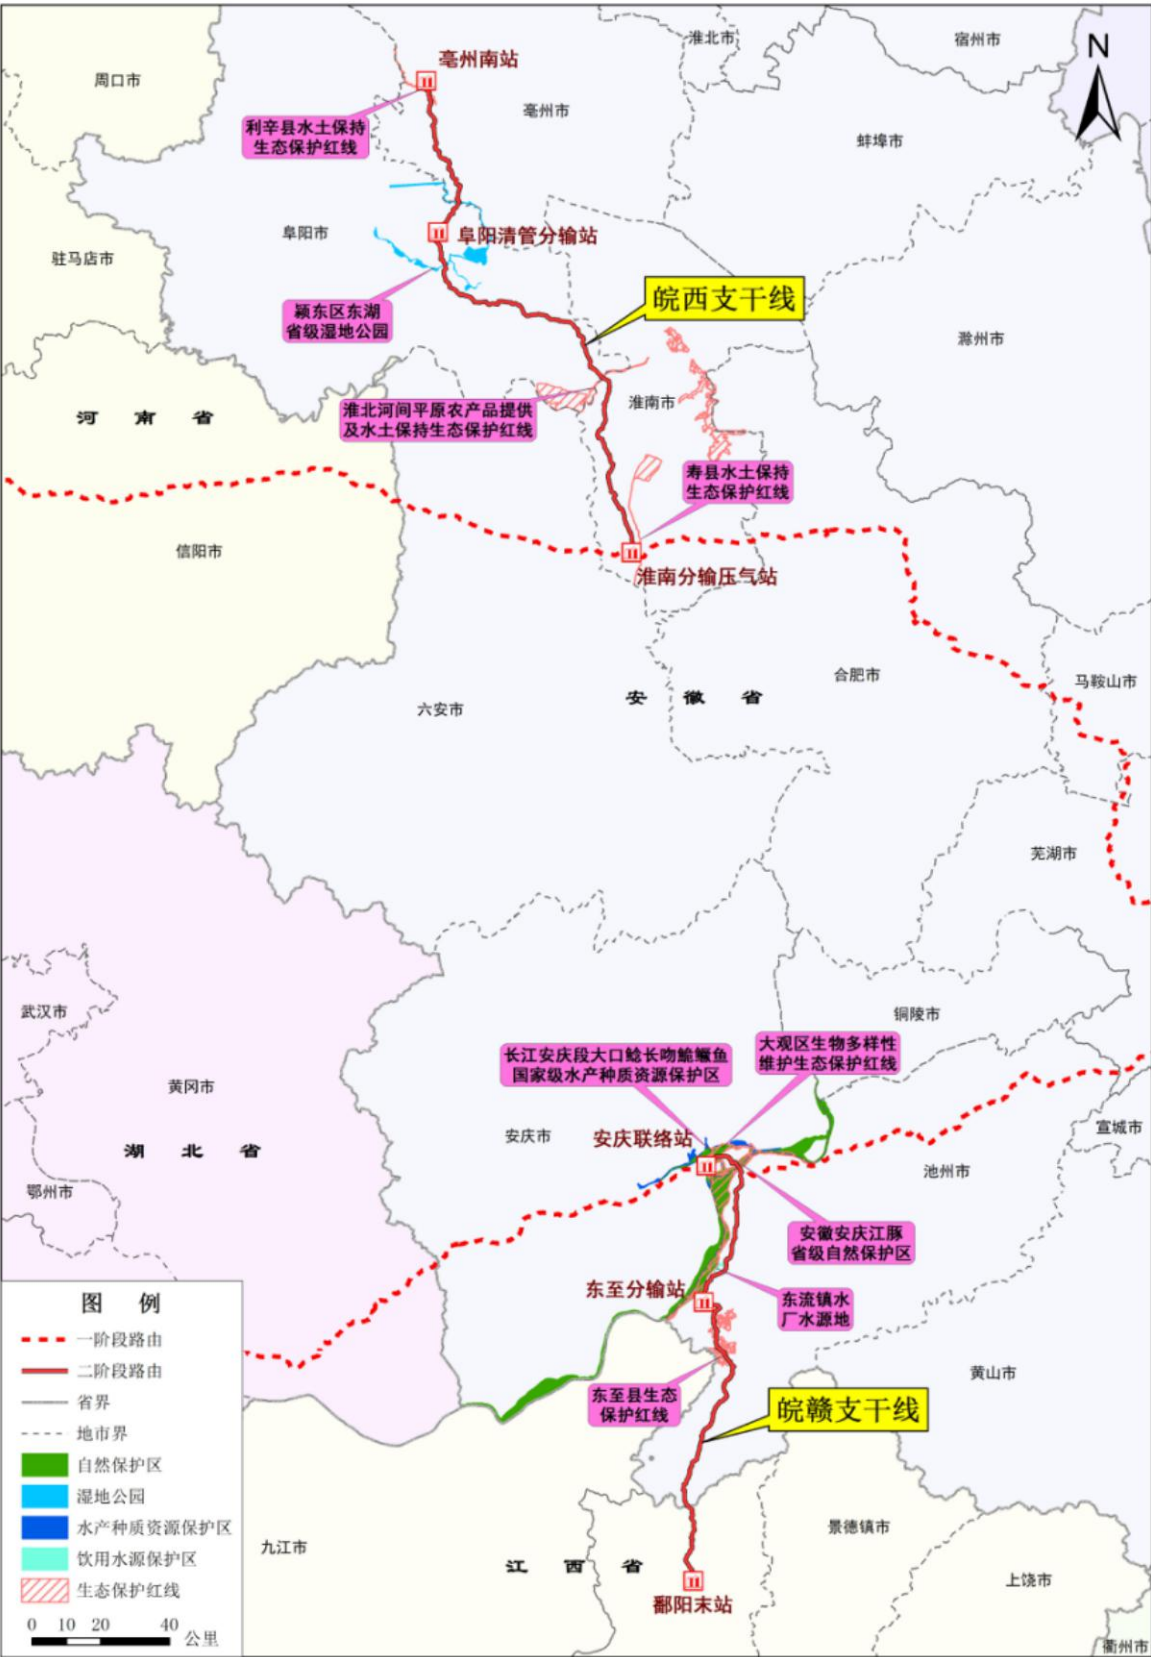 淮北市
宿州市
N
亳州南站
周口市
亳州市
利辛县水土保持
生态保护红线
蚌埠市
阜阳市
阜阳清管分输站
驻马店市
皖西支干线
颍东区东湖
省级湿地公园
滁州市
河南省
淮北河间平原农产品提供
及水土保持生态保护红线
淮南市
寿县水土保持
生态保护红线
信阳市
淮南分输压气站
合肥市
马鞍山市
安徽省
六安市
芜湖市
武汉市
铜陵市
长江安庆段大口鲶长吻鮠鳜鱼
国家级水产种质资源保护区
大观区生物多样性
维护生态保护红线
黄冈市
湖北省
安庆市
安庆联络站
宣城市
池州市
鄂州市
安徽安庆江豚
省级自然保护区
东至分输站
东流镇水
厂水源地
黄山市
东至县生态
保护红线
皖赣支干线
图例
一阶段路由
二阶段路由
省界
地市界
自然保护区
湿地公园
水产种质资源保护区
饮用水源保护区
生态保护红线
0 10 20 40 公里
九江市
江西省
景德镇市
上饶市
鄱阳末站
衢州市